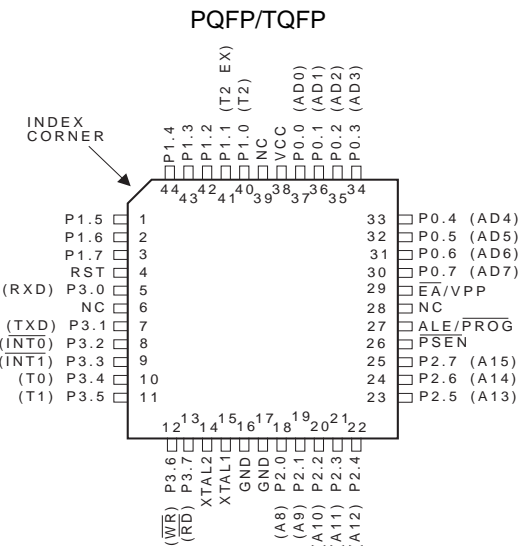 PQFP/TQFP
INDEX
CORNER
P1.4
P1.3
P1.2
P1.1 (T2 EX)
P1.0 (T2)
NC
VCC
P0.0 (AD0)
P0.1 (AD1)
P0.2 (AD2)
P0.3 (AD3)
44 43 42 41 40 39 38 37 36 35 34
P1.5 1
P1.6 2
P1.7 3
RST 4
(RXD) P3.0 5
NC 6
(TXD) P3.1 7
(INT0) P3.2 8
(INT1) P3.3 9
(T0) P3.4 10
(T1) P3.5 11
33 P0.4 (AD4)
32 P0.5 (AD5)
31 P0.6 (AD6)
30 P0.7 (AD7)
29 EA/VPP
28 NC
27 ALE/PROG
26 PSEN
25 P2.7 (A15)
24 P2.6 (A14)
23 P2.5 (A13)
12 13 14 15 16 17 18 19 20 21 22
(WR) P3.6
(RD) P3.7
XTAL2
XTAL1
GND
GND
(A8) P2.0
(A9) P2.1
(A10) P2.2
(A11) P2.3
(A12) P2.4